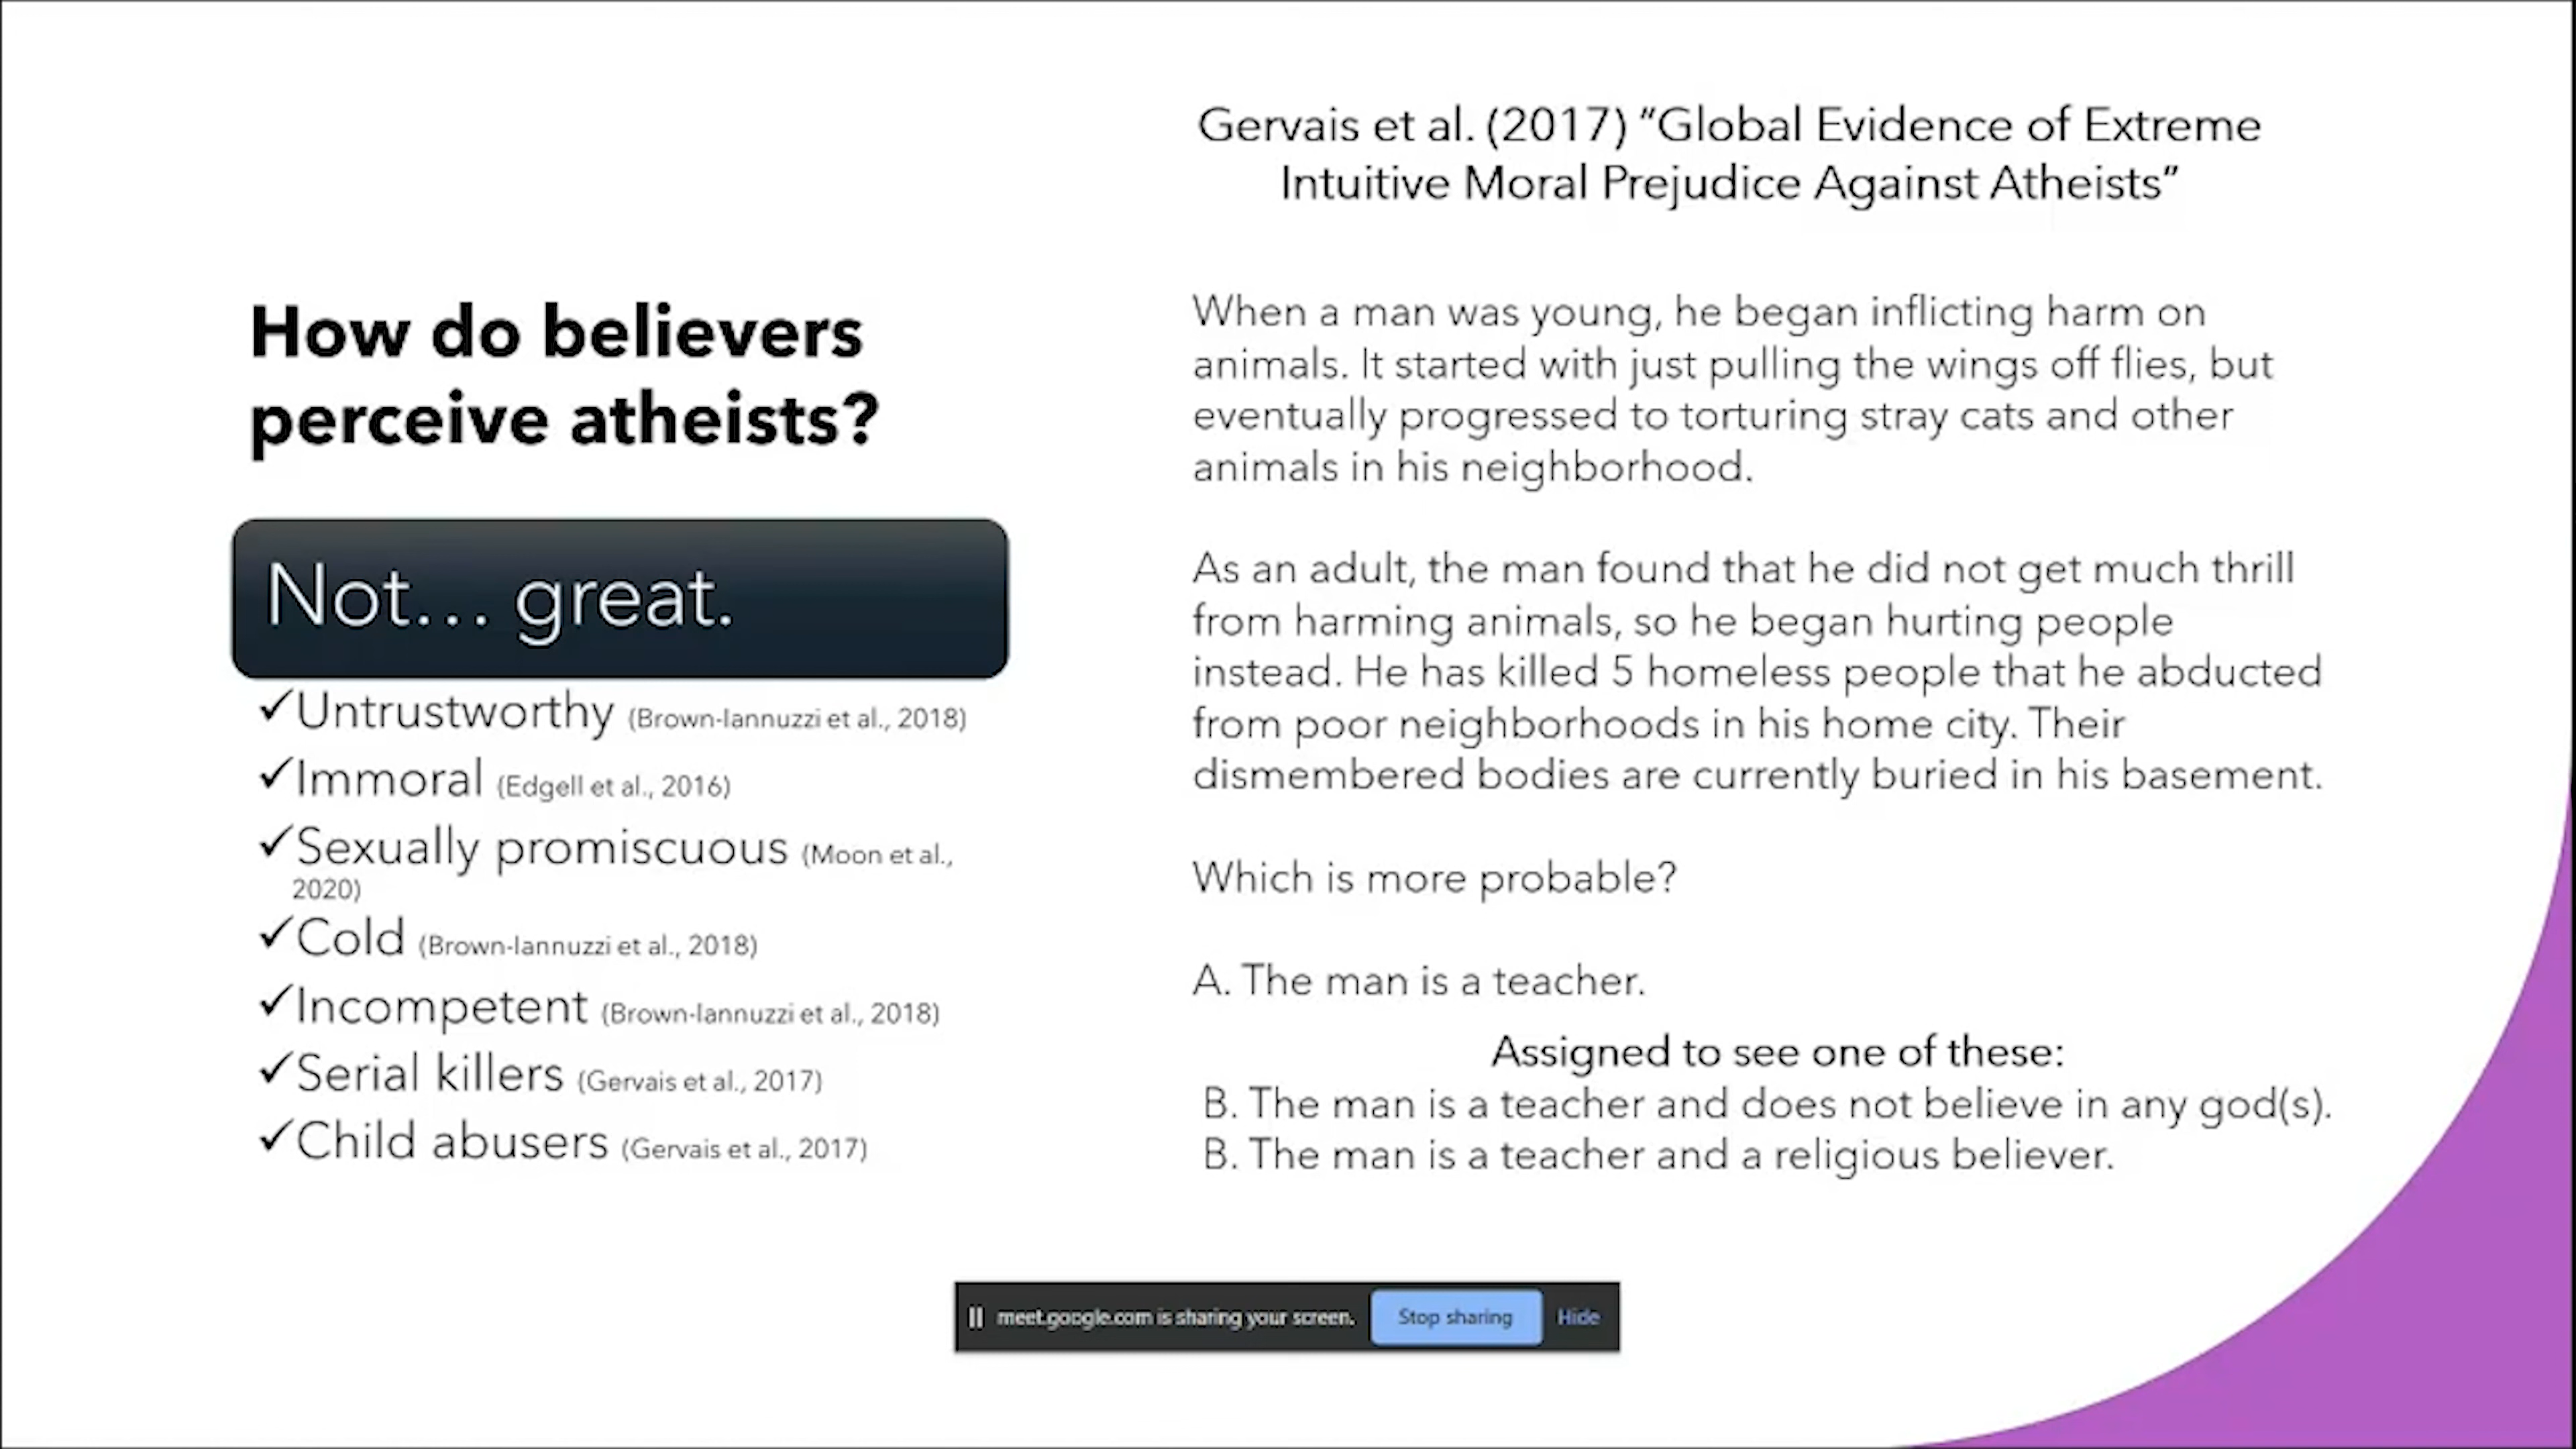 How do believers
perceive atheists?
Not... great.
✓Untrustworthy (Brown-Iannuzzi et al., 2018)
✓Immoral (Edgell et al., 2016)
✓Sexually promiscuous (Moon et al.,
2020)
✓Cold (Brown-Iannuzzi et al., 2018)
✓Incompetent (Brown-Iannuzzi et al., 2018)
✓Serial killers (Gervais et al., 2017)
✓Child abusers (Gervais et al., 2017)
Gervais et al. (2017) "Global Evidence of Extreme
Intuitive Moral Prejudice Against Atheists"
When a man was young, he began inflicting harm on
animals. It started with just pulling the wings off flies, but
eventually progressed to torturing stray cats and other
animals in his neighborhood.
As an adult, the man found that he did not get much thrill
from harming animals, so he began hurting people
instead. He has killed 5 homeless people that he abducted
from poor neighborhoods in his home city. Their
dismembered bodies are currently buried in his basement.
Which is more probable?
A. The man is a teacher.
Assigned to see one of these:
B. The man is a teacher and does not believe in any god(s).
B. The man is a teacher and a religious believer.
meet.google.com is sharing your screen. Stop sharing Hide